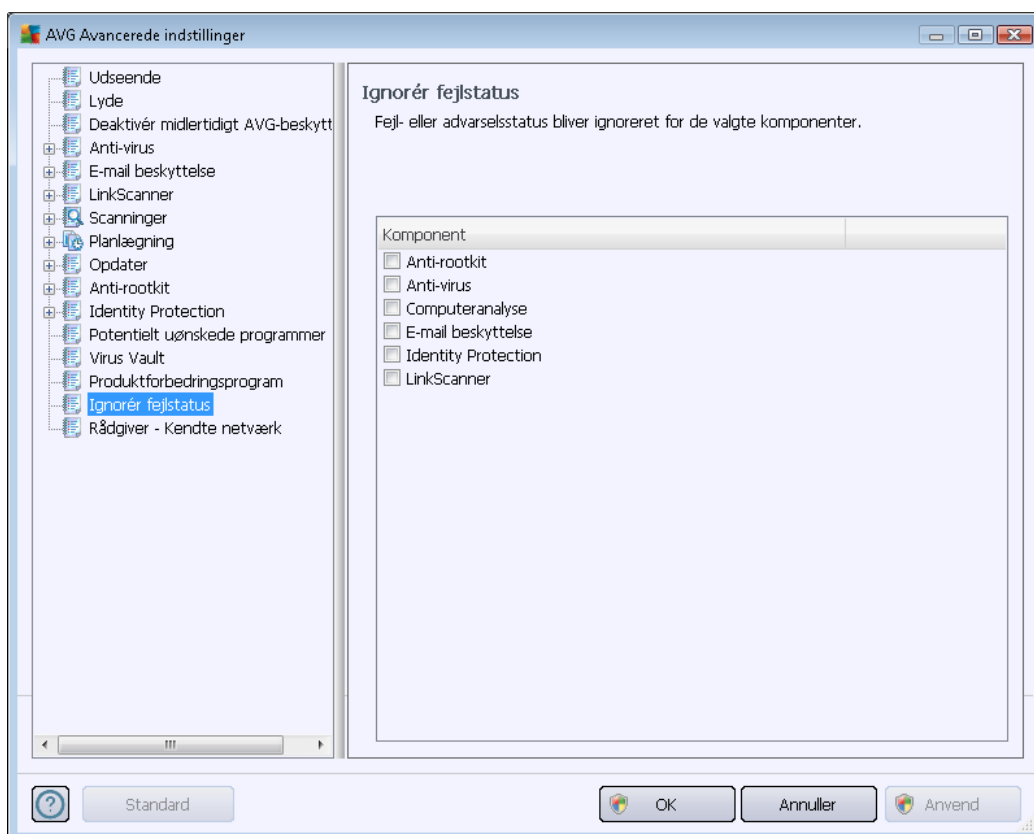 AVG Avancerede indstillinger
Udseende
Lyde
Deaktivér midlertidigt AVG-beskytt
Anti-virus
E-mail beskyttelse
LinkScanner
Scanninger
Planlægning
Opdater
Anti-rootkit
Identity Protection
Potentielt uønskede programmer
Virus Vault
Produktforbedringsprogram
Ignorér fejlstatus
Rådgiver - Kendte netværk
Ignorér fejlstatus
Fejl- eller advarselsstatus bliver ignoreret for de valgte komponenter.
Komponent
Anti-rootkit
Anti-virus
Computeranalyse
E-mail beskyttelse
Identity Protection
LinkScanner
Standard
OK
Annuller
Anvend